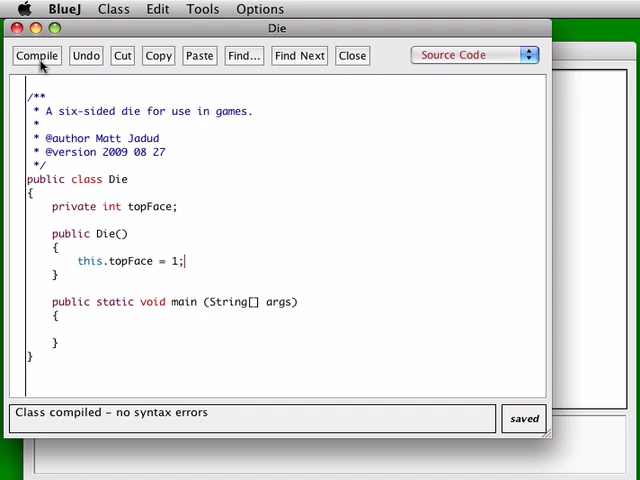 BlueJ Class Edit Tools Options
Die
Compile Undo Cut Copy Paste Find... Find Next Close Source Code
/**
* A six-sided die for use in games.
*
* @author Matt Jadud
* @version 2009 08 27
*/
public class Die
{
private int topFace;
public Die()
{
this.topFace = 1;
}
public static void main (String[] args)
{
}
}
Class compiled - no syntax errors
saved